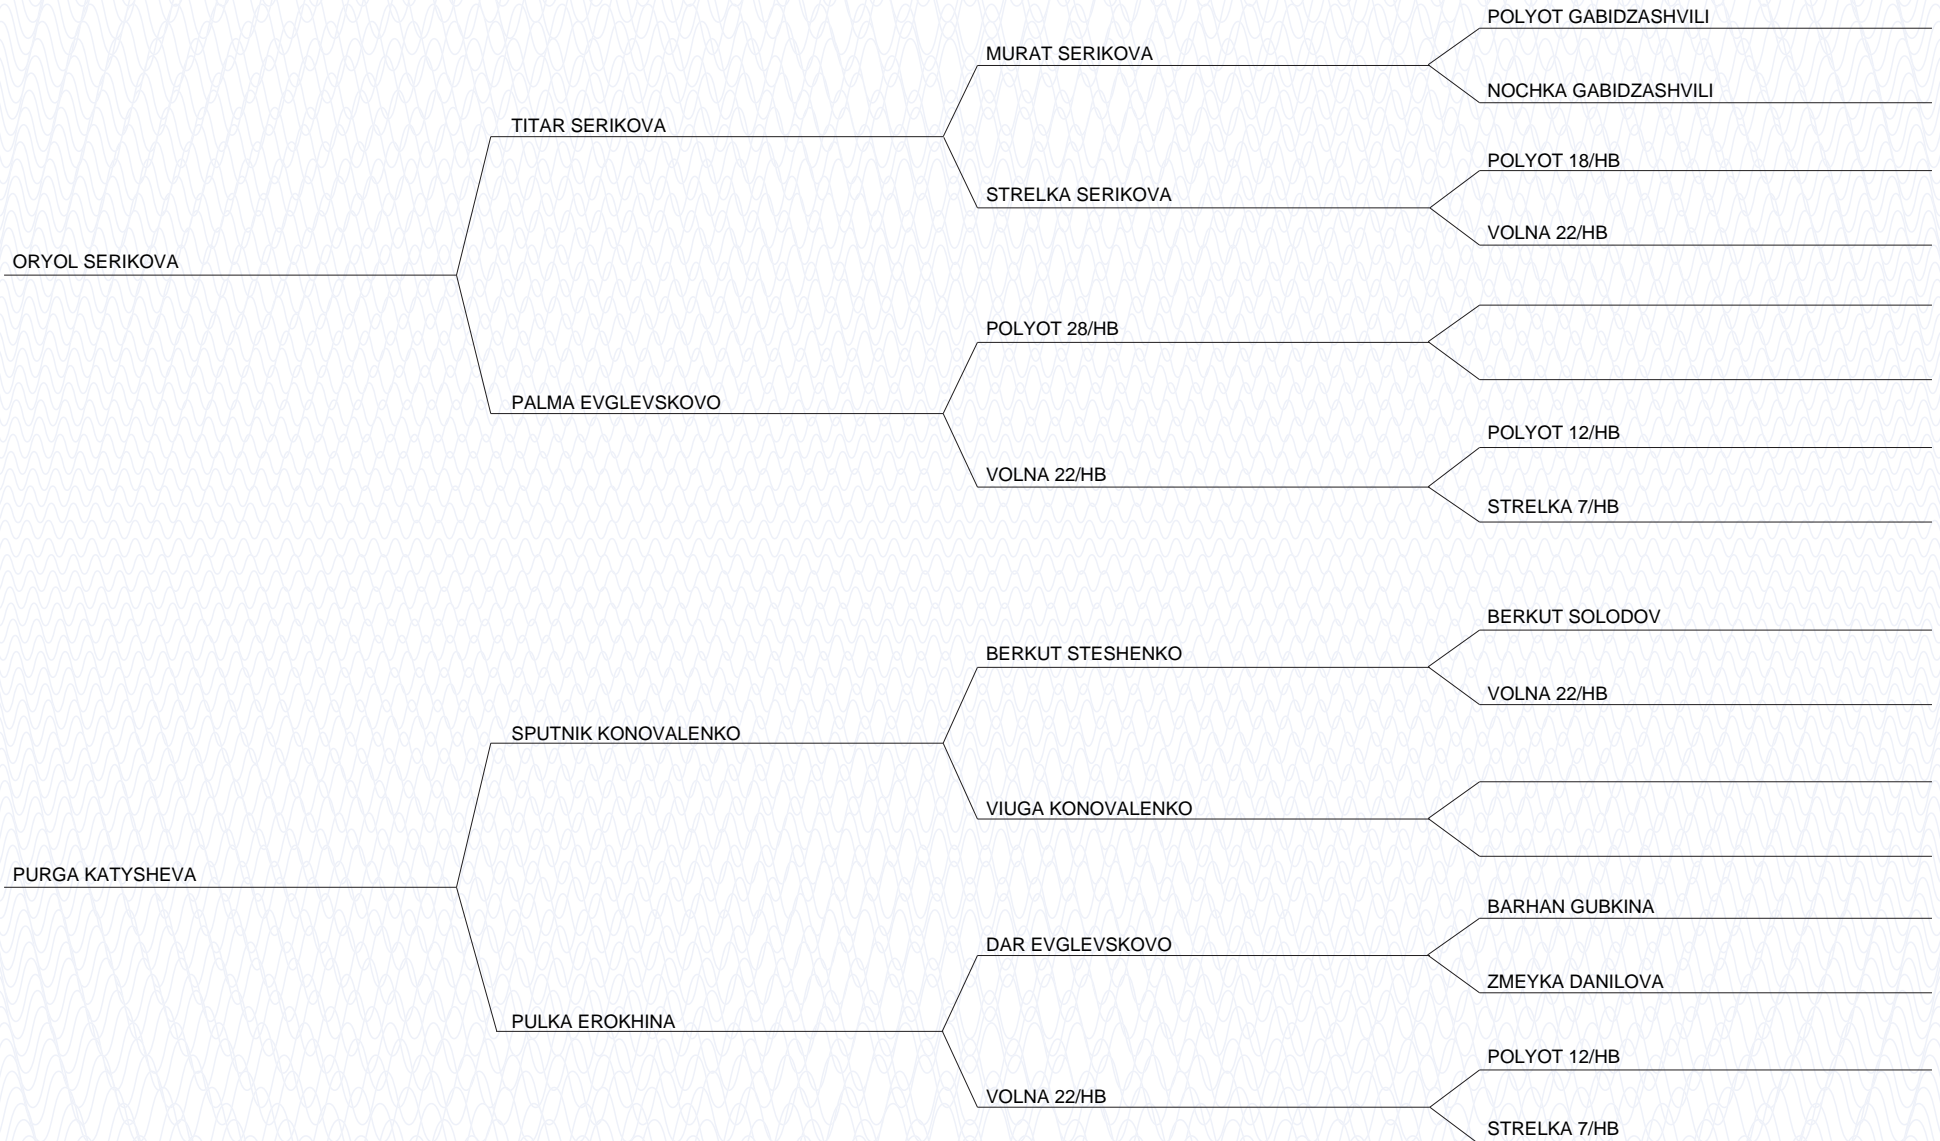 POLYOT GABIDZASHVILI
MURAT SERIKOVA
NOCHKA GABIDZASHVILI
TITAR SERIKOVA
POLYOT 18/HB
STRELKA SERIKOVA
VOLNA 22/HB
ORYOL SERIKOVA
POLYOT 28/HB
PALMA EVGLEVSKOVO
POLYOT 12/HB
VOLNA 22/HB
STRELKA 7/HB
BERKUT SOLODOV
BERKUT STESHENKO
VOLNA 22/HB
SPUTNIK KONOVALENKO
VIUGA KONOVALENKO
PURGA KATYSHEVA
BARHAN GUBKINA
DAR EVGLEVSKOVO
ZMEYKA DANILOVA
PULKA EROKHINA
POLYOT 12/HB
VOLNA 22/HB
STRELKA 7/HB